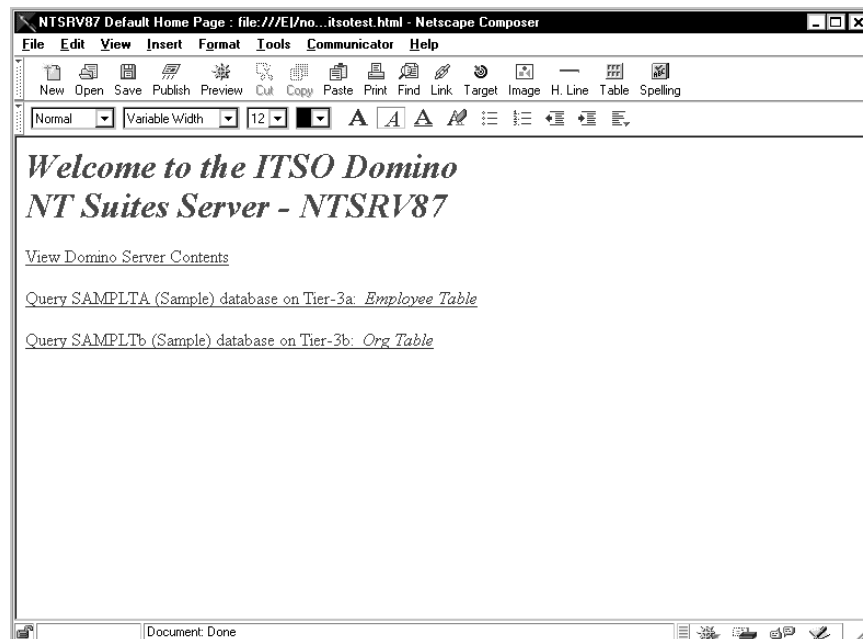 NTSRV87 Default Home Page : file:///E|/no...itsotest.html - Netscape Composer
File Edit View Insert Format Tools Communicator Help
New Open Save Publish Preview Cut Copy Paste Print Find Link Target Image H. Line Table Spelling
Normal Variable Width 12 A A A
Welcome to the ITSO Domino
NT Suites Server - NTSRV87
View Domino Server Contents
Query SAMPLTA (Sample) database on Tier-3a: Employee Table
Query SAMPLTb (Sample) database on Tier-3b: Org Table
Document: Done